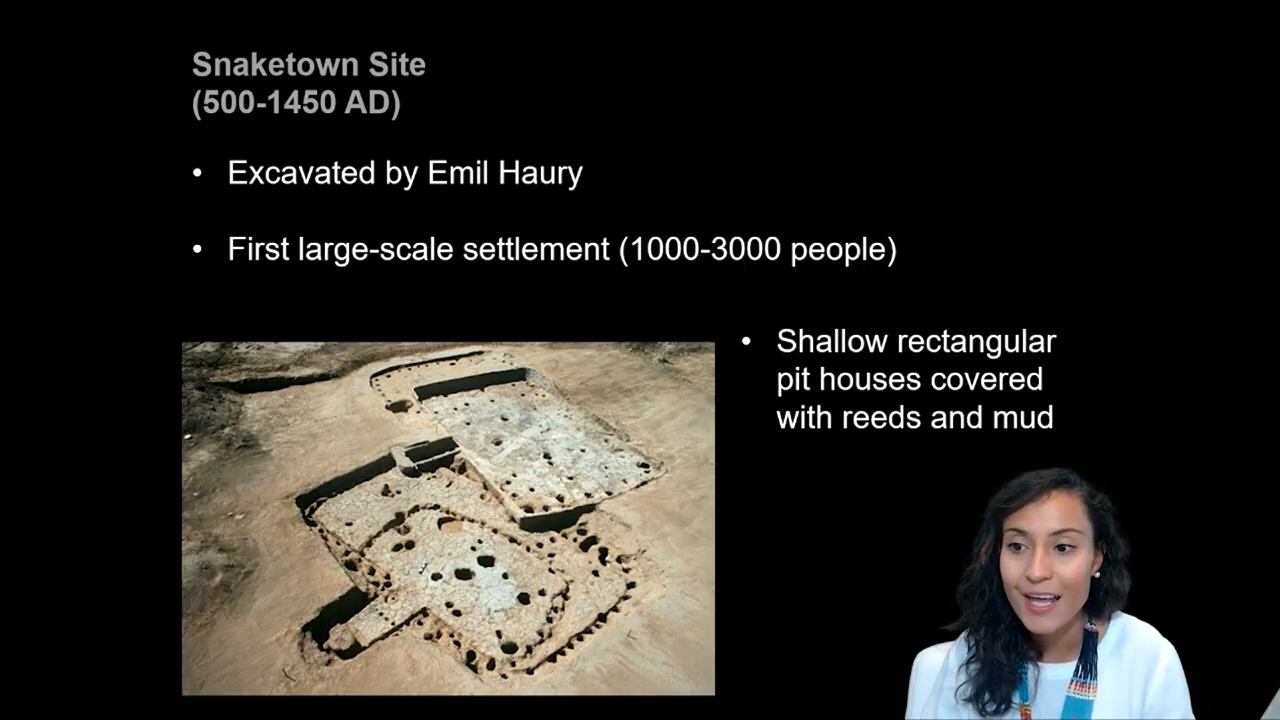 Snaketown Site
(500-1450 AD)
• Excavated by Emil Haury
• First large-scale settlement (1000-3000 people)
• Shallow rectangular
pit houses covered
with reeds and mud